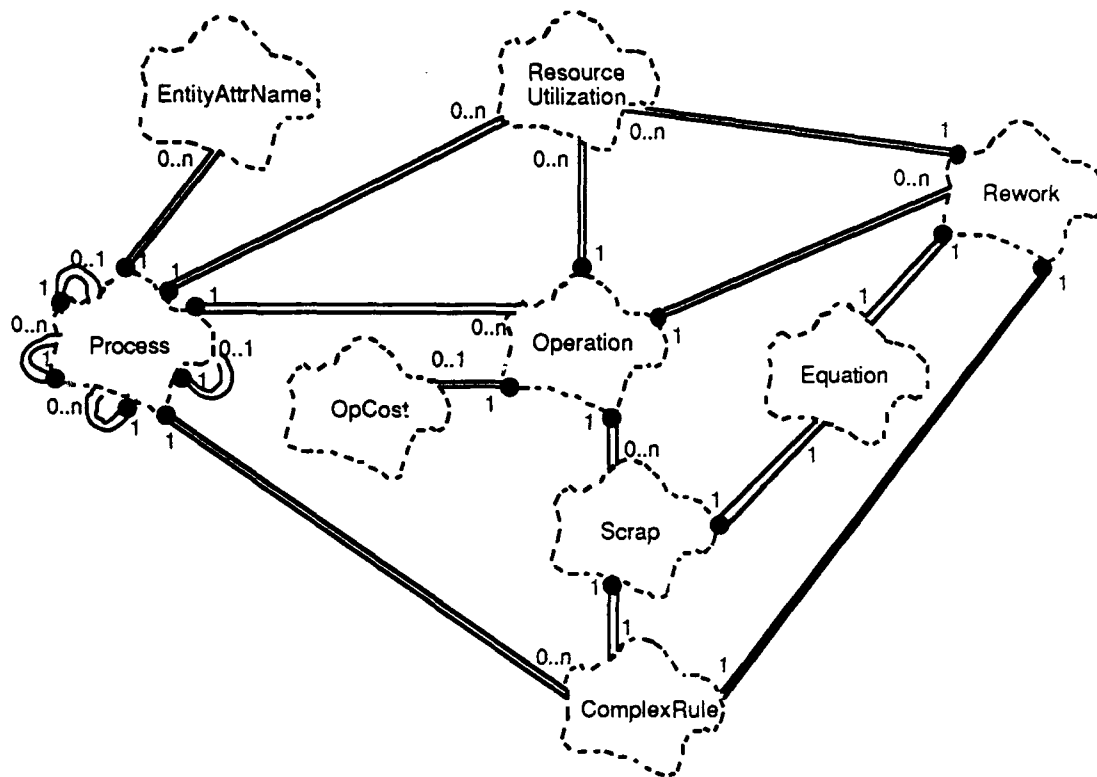 Resource
Utilization
EntityAttrName
0..n
0..n
0..n
0..n
1
Rework
0..n
0..1
1
1
1
1
1
1
0..n
Process
0..n
Operation
1
1
1
0..1
1
0..1
Equation
OpCost
1
0..n
1
1
1
0..n
1
1
Scrap
1
1
0..n
1
ComplexRule